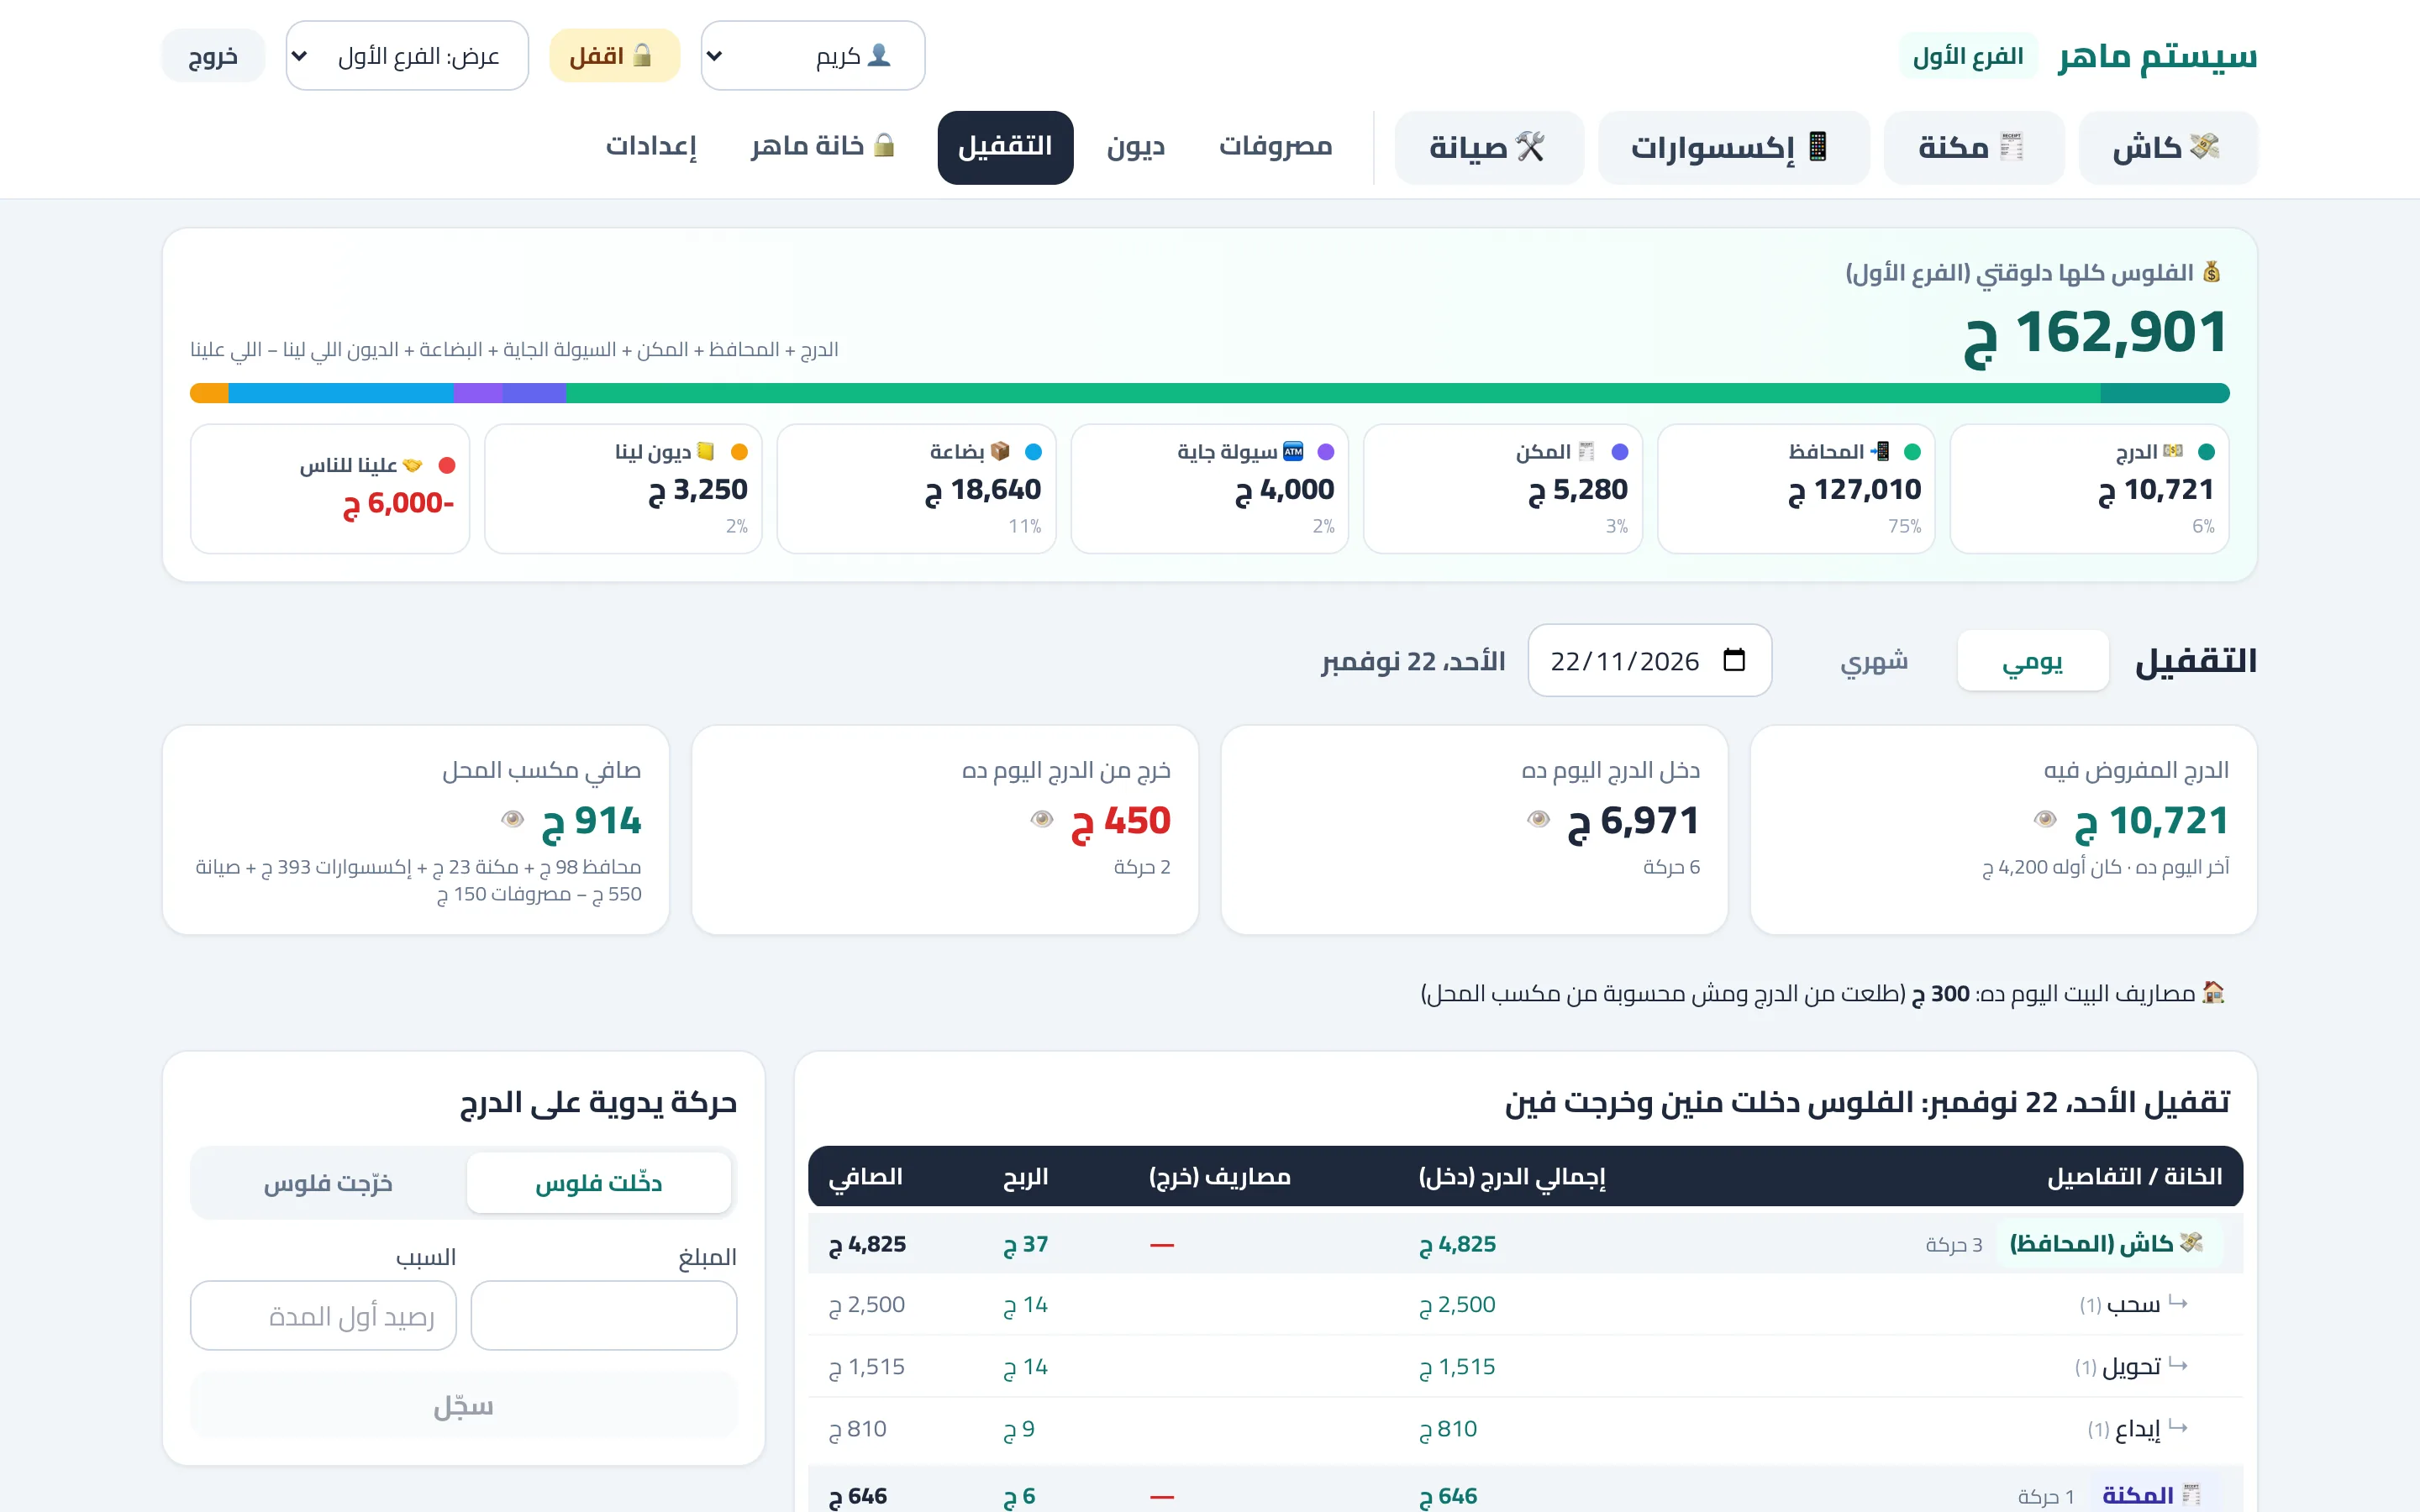 سيستم ماهر
الفرع الأول
👤 كريم
🔒 اقفل
عرض: الفرع الأول
خروج
💸 كاش
🧾 مكنة
📱 إكسسوارات
🛠️ صيانة
مصروفات
ديون
التقفيل
🔒 خانة ماهر
إعدادات
💰 الفلوس كلها دلوقتي (الفرع الأول)
162,901 ج
الدرج + المحافظ + المكن + السيولة الجاية + البضاعة + الديون اللي لينا − اللي علينا
💵 الدرج
10,721 ج
6%
📲 المحافظ
127,010 ج
75%
🧾 المكن
5,280 ج
3%
🏧 سيولة جاية
4,000 ج
2%
📦 بضاعة
18,640 ج
11%
📒 ديون لينا
3,250 ج
2%
🤝 علينا للناس
-6,000 ج
التقفيل
يومي
شهري
22/11/2026
الأحد، 22 نوفمبر
الدرج المفروض فيه
10,721 ج 👁️
آخر اليوم ده · كان أوله 4,200 ج
دخل الدرج اليوم ده
6,971 ج 👁️
6 حركة
خرج من الدرج اليوم ده
450 ج 👁️
2 حركة
صافي مكسب المحل
914 ج 👁️
محافظ 98 ج + مكنة 23 ج + إكسسوارات 393 ج + صيانة
550 ج − مصروفات 150 ج
🏠 مصاريف البيت اليوم ده: 300 ج (طلعت من الدرج ومش محسوبة من مكسب المحل)
تقفيل الأحد، 22 نوفمبر: الفلوس دخلت منين وخرجت فين
الخانة / التفاصيل إجمالي الدرج (دخل) مصاريف (خرج) الربح الصافي
💸 كاش (المحافظ) 3 حركة 4,825 ج — 37 ج 4,825 ج
↳ سحب (1) 2,500 ج 14 ج 2,500 ج
↳ تحويل (1) 1,515 ج 14 ج 1,515 ج
↳ إيداع (1) 810 ج 9 ج 810 ج
🧾 المكنة 1 حركة 646 ج — 6 ج 646 ج
حركة يدوية على الدرج
دخّلت فلوس
خرّجت فلوس
المبلغ
السبب
رصيد أول المدة
سجّل